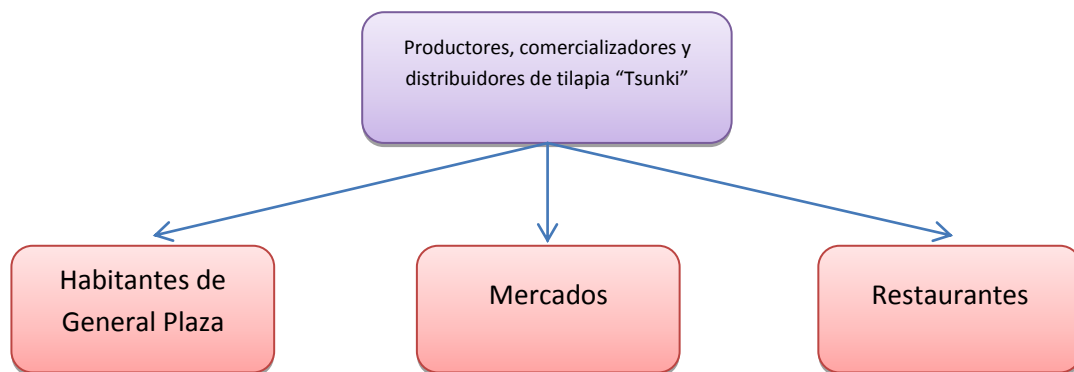 Productores, comercializadores y
distribuidores de tilapia “Tsunki”
Habitantes de
General Plaza
Mercados
Restaurantes